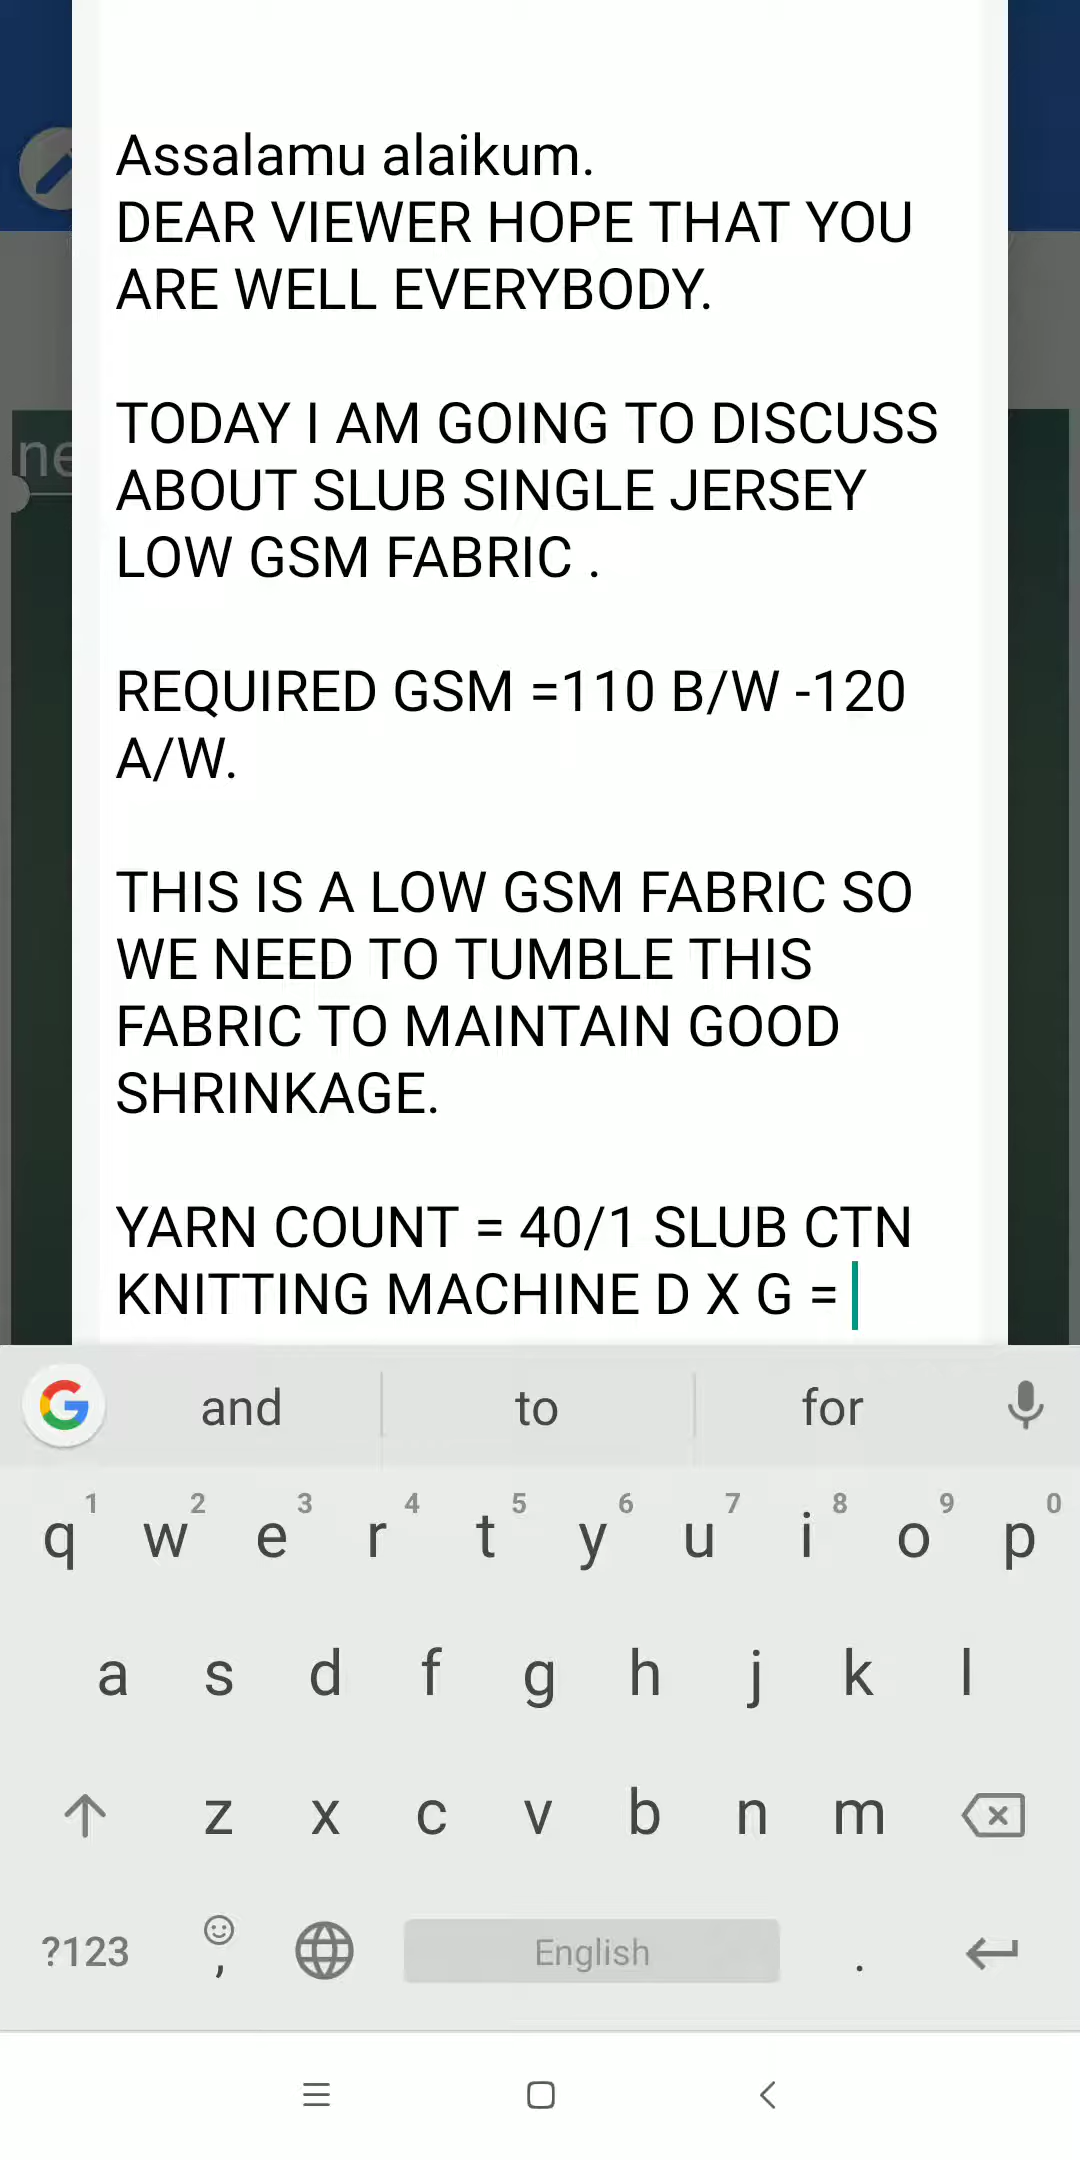 Assalamu alaikum.
DEAR VIEWER HOPE THAT YOU
ARE WELL EVERYBODY.
TODAY I AM GOING TO DISCUSS
ABOUT SLUB SINGLE JERSEY
LOW GSM FABRIC .
REQUIRED GSM =110 B/W -120
A/W.
THIS IS A LOW GSM FABRIC SO
WE NEED TO TUMBLE THIS
FABRIC TO MAINTAIN GOOD
SHRINKAGE.
YARN COUNT = 40/1 SLUB CTN
KNITTING MACHINE D X G =
ne
G and to for
1 2 3 4 5 6 7 8 9 0
q w e r t y u i o p
a s d f g h j k l
z x c v b n m
?123 , English .